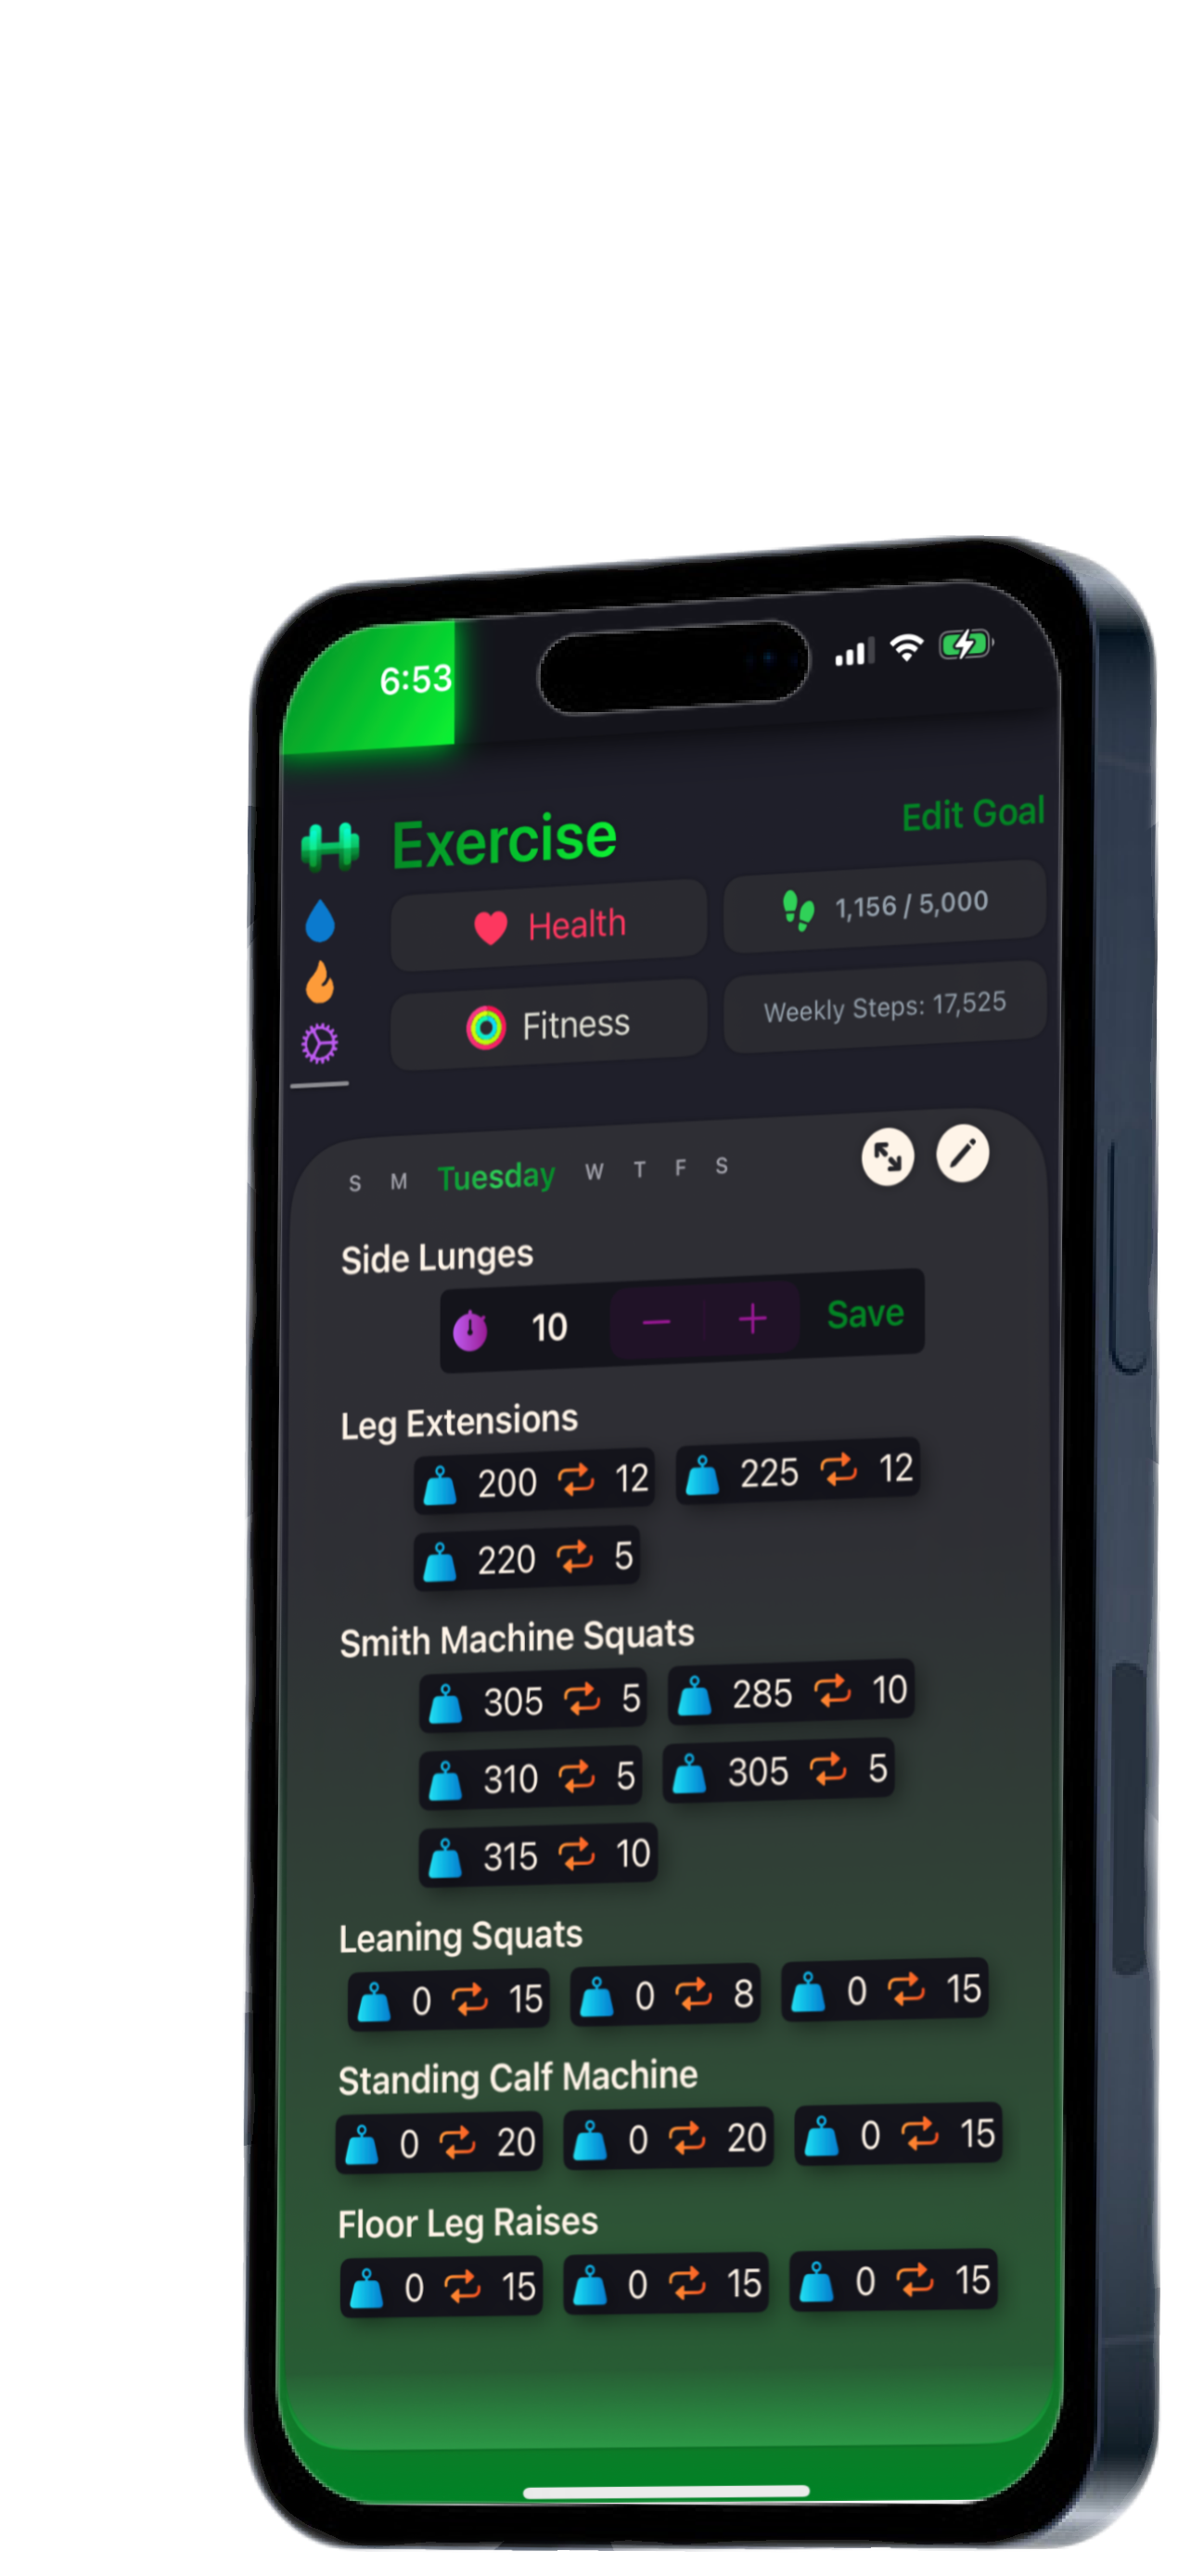 6:53
Exercise
Edit Goal
Health
1,156 / 5,000
Fitness
Weekly Steps: 17,525
S M Tuesday W T F S
Side Lunges
10 − + Save
Leg Extensions
200 12 225 12
220 5
Smith Machine Squats
305 5 285 10
310 5 305 5
315 10
Leaning Squats
0 15 0 8 0 15
Standing Calf Machine
0 20 0 20 0 15
Floor Leg Raises
0 15 0 15 0 15